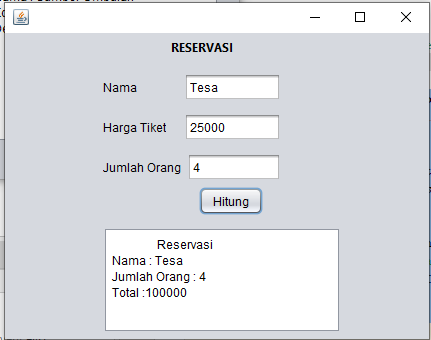 RESERVASI
Nama
Tesa
Harga Tiket
25000
Jumlah Orang
4
Hitung
Reservasi
Nama : Tesa
Jumlah Orang : 4
Total :100000